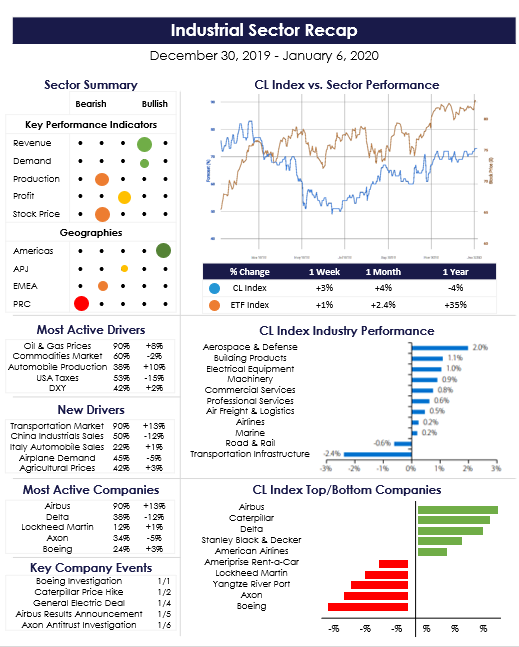 Industrial Sector Recap
December 30, 2019 - January 6, 2020
Sector Summary
Bearish Bullish
Key Performance Indicators
Revenue
Demand
Production
Profit
Stock Price
Geographies
Americas
APJ
EMEA
PRC
CL Index vs. Sector Performance
% Change 1 Week 1 Month 1 Year
CL Index +3% +4% -4%
ETF Index +1% +2.4% +35%
Most Active Drivers
Oil & Gas Prices 90% +8%
Commodities Market 60% -2%
Automobile Production 38% +10%
USA Taxes 53% -15%
DXY 42% +2%
New Drivers
Transportation Market 90% +13%
China Industrials Sales 50% -12%
Italy Automobile Sales 22% +1%
Airplane Demand 45% -5%
Agricultural Prices 42% +3%
Most Active Companies
Airbus 90% +13%
Delta 38% -12%
Lockheed Martin 12% +1%
Axon 34% -5%
Boeing 24% +3%
Key Company Events
Boeing Investigation 1/1
Caterpillar Price Hike 1/2
General Electric Deal 1/4
Airbus Results Announcement 1/5
Axon Antitrust Investigation 1/6
CL Index Industry Performance
Aerospace & Defense 2.0%
Building Products 1.1%
Electrical Equipment 1.0%
Machinery 0.9%
Commercial Services 0.8%
Professional Services 0.6%
Air Freight & Logistics 0.5%
Airlines 0.2%
Marine 0.2%
Road & Rail -0.6%
Transportation Infrastructure -2.4%
-3% -2% -1% 0% 1% 2% 3%
CL Index Top/Bottom Companies
Airbus
Caterpillar
Delta
Stanley Black & Decker
American Airlines
Ameriprise Rent-a-Car
Lockheed Martin
Yangtze River Port
Axon
Boeing
-% -% -% % % %